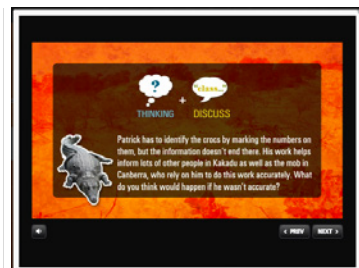 ?
"class..."
THINKING + DISCUSS
Patrick has to identify the crocs by marking the numbers on
them, but the information doesn't end there. His work helps
inform lots of other people in Kakadu as well as the mob in
Canberra, who rely on him to do this work accurately. What
do you think would happen if he wasn't accurate?
< PREV NEXT >